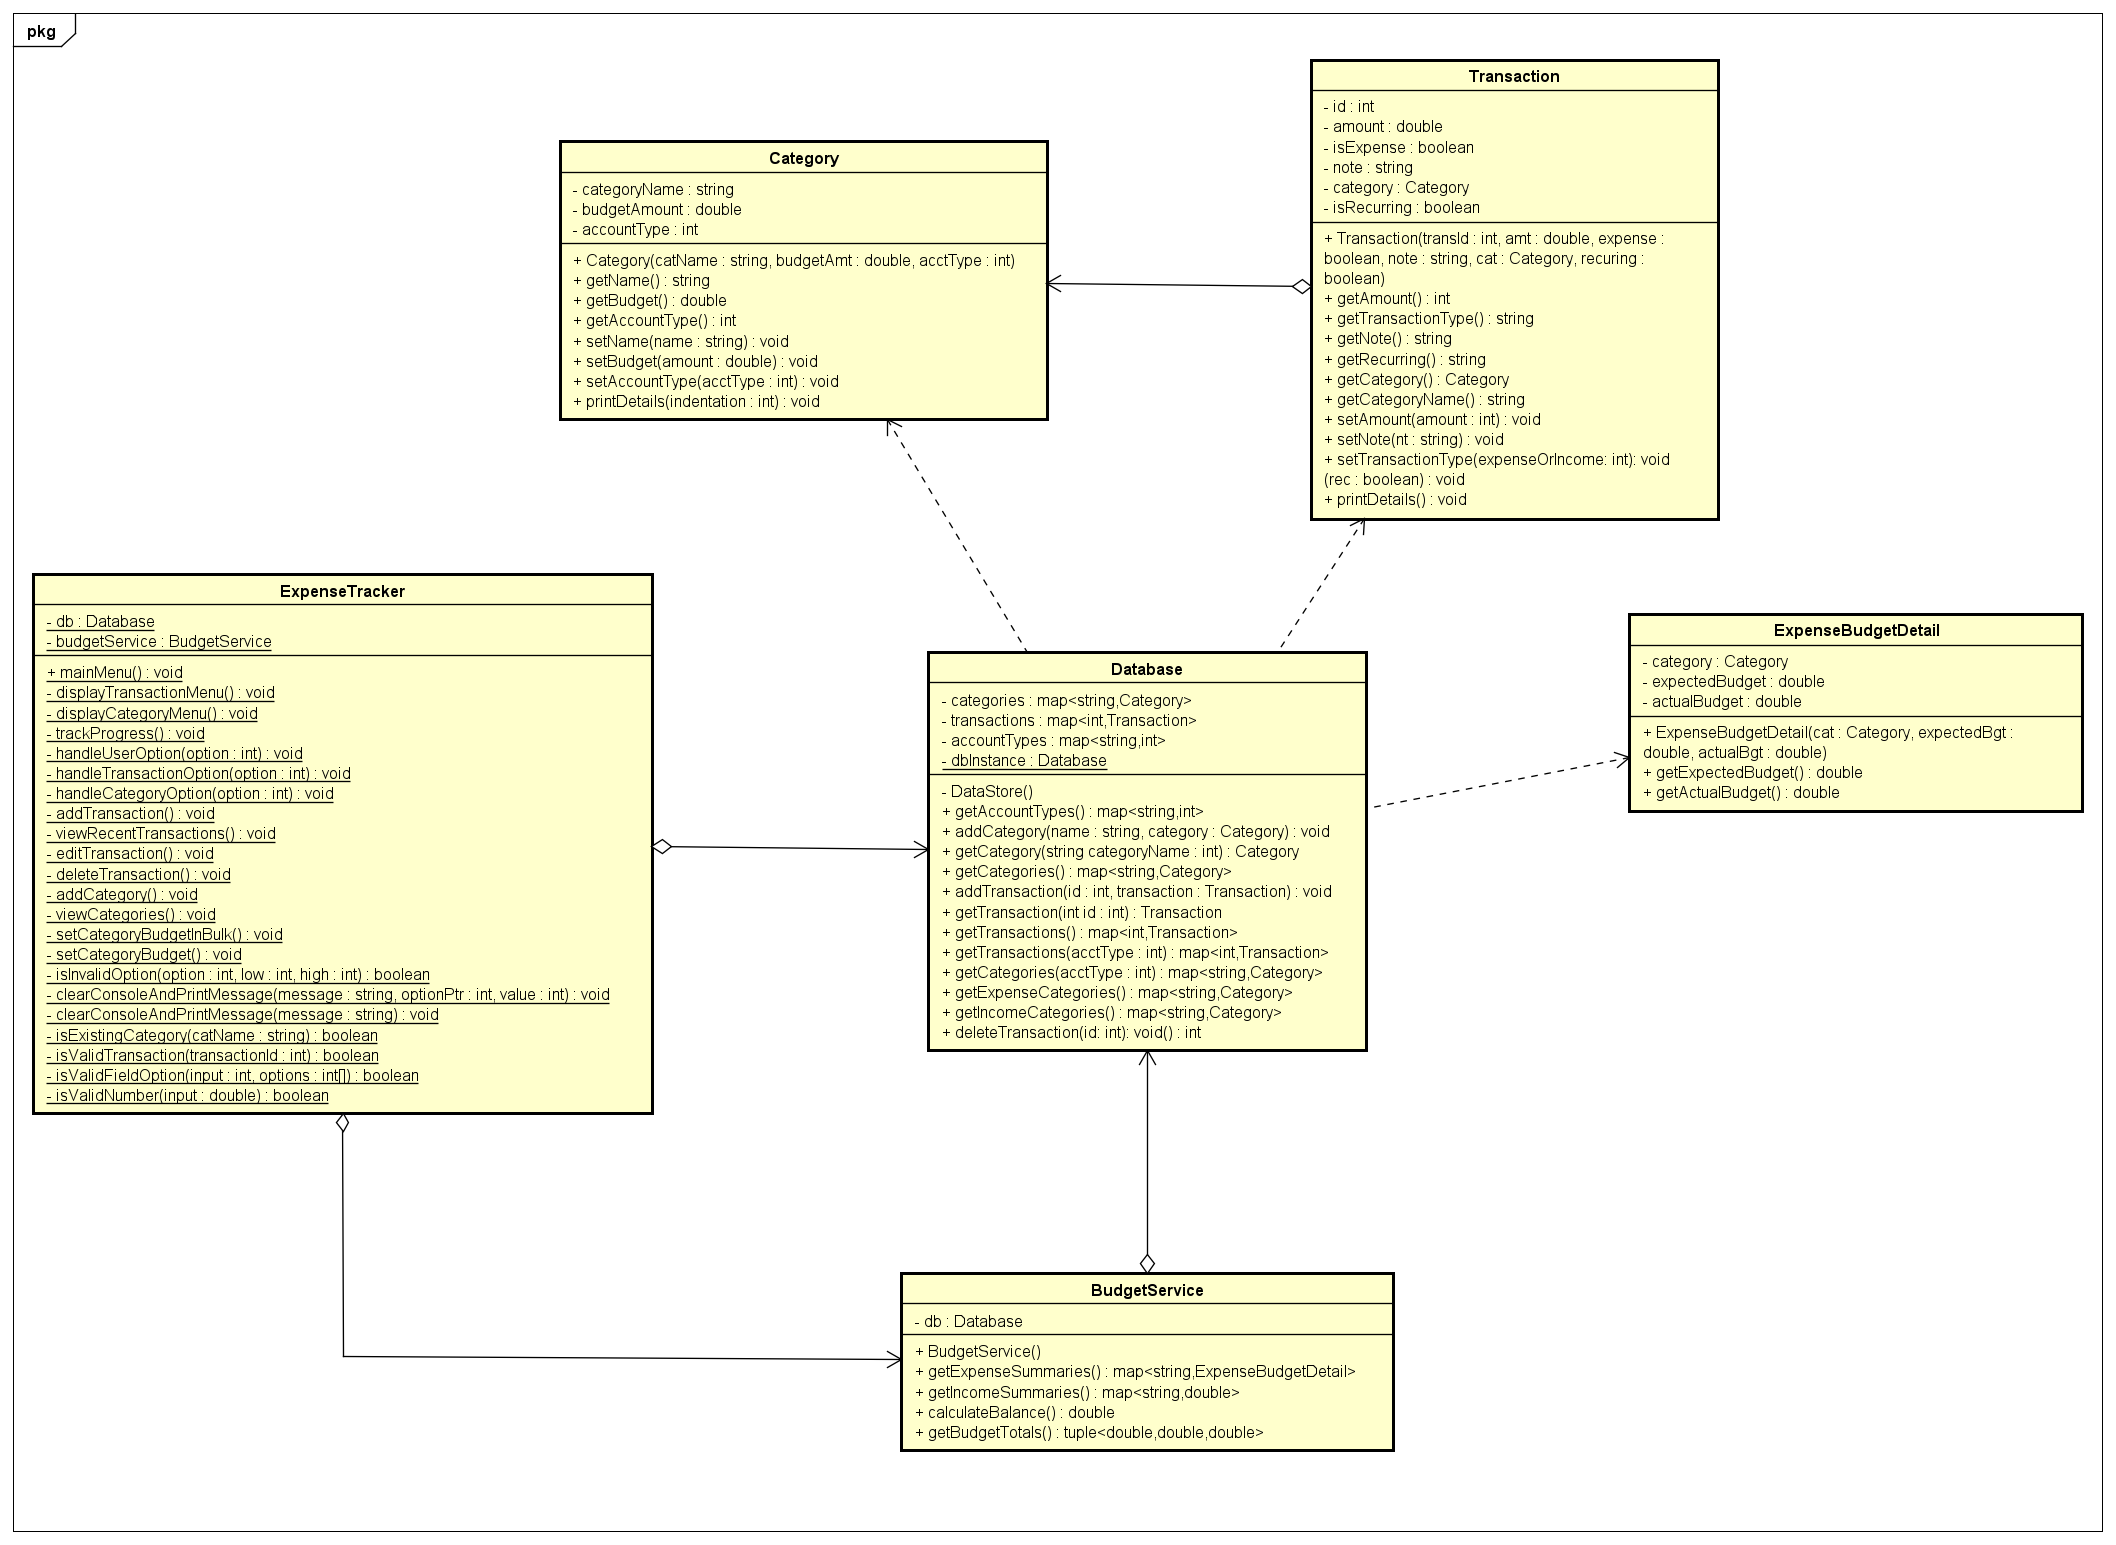 pkg
Transaction
- id : int
- amount : double
- isExpense : boolean
- note : string
- category : Category
- isRecurring : boolean
+ Transaction(transId : int, amt : double, expense :
boolean, note : string, cat : Category, recuring :
boolean)
+ getAmount() : int
+ getTransactionType() : string
+ getNote() : string
+ getRecurring() : string
+ getCategory() : Category
+ getCategoryName() : string
+ setAmount(amount : int) : void
+ setNote(nt : string) : void
+ setTransactionType(expenseOrIncome: int): void
(rec : boolean) : void
+ printDetails() : void
Category
- categoryName : string
- budgetAmount : double
- accountType : int
+ Category(catName : string, budgetAmt : double, acctType : int)
+ getName() : string
+ getBudget() : double
+ getAccountType() : int
+ setName(name : string) : void
+ setBudget(amount : double) : void
+ setAccountType(acctType : int) : void
+ printDetails(indentation : int) : void
ExpenseTracker
- db : Database
- budgetService : BudgetService
+ mainMenu() : void
- displayTransactionMenu() : void
- displayCategoryMenu() : void
- trackProgress() : void
- handleUserOption(option : int) : void
- handleTransactionOption(option : int) : void
- handleCategoryOption(option : int) : void
- addTransaction() : void
- viewRecentTransactions() : void
- editTransaction() : void
- deleteTransaction() : void
- addCategory() : void
- viewCategories() : void
- setCategoryBudgetInBulk() : void
- setCategoryBudget() : void
- isInvalidOption(option : int, low : int, high : int) : boolean
- clearConsoleAndPrintMessage(message : string, optionPtr : int, value : int) : void
- clearConsoleAndPrintMessage(message : string) : void
- isExistingCategory(catName : string) : boolean
- isValidTransaction(transactionId : int) : boolean
- isValidFieldOption(input : int, options : int[]) : boolean
- isValidNumber(input : double) : boolean
Database
- categories : map<string,Category>
- transactions : map<int,Transaction>
- accountTypes : map<string,int>
- dbInstance : Database
- DataStore()
+ getAccountTypes() : map<string,int>
+ addCategory(name : string, category : Category) : void
+ getCategory(string categoryName : int) : Category
+ getCategories() : map<string,Category>
+ addTransaction(id : int, transaction : Transaction) : void
+ getTransaction(int id : int) : Transaction
+ getTransactions() : map<int,Transaction>
+ getTransactions(acctType : int) : map<int,Transaction>
+ getCategories(acctType : int) : map<string,Category>
+ getExpenseCategories() : map<string,Category>
+ getIncomeCategories() : map<string,Category>
+ deleteTransaction(id: int): void() : int
ExpenseBudgetDetail
- category : Category
- expectedBudget : double
- actualBudget : double
+ ExpenseBudgetDetail(cat : Category, expectedBgt :
double, actualBgt : double)
+ getExpectedBudget() : double
+ getActualBudget() : double
BudgetService
- db : Database
+ BudgetService()
+ getExpenseSummaries() : map<string,ExpenseBudgetDetail>
+ getIncomeSummaries() : map<string,double>
+ calculateBalance() : double
+ getBudgetTotals() : tuple<double,double,double>